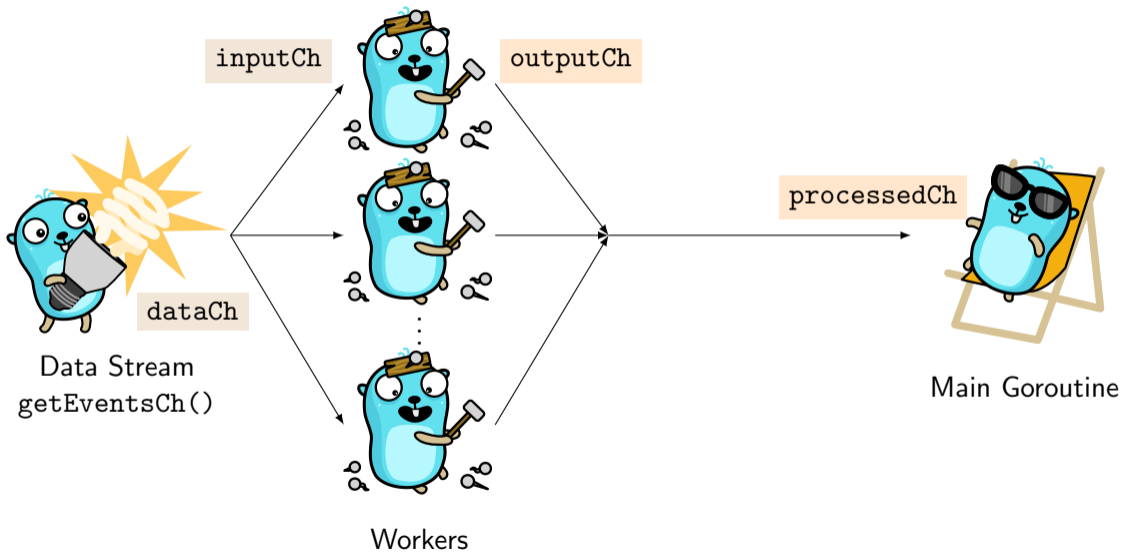 inputCh
outputCh
processedCh
dataCh
Data Stream
getEventsCh()
Main Goroutine
Workers